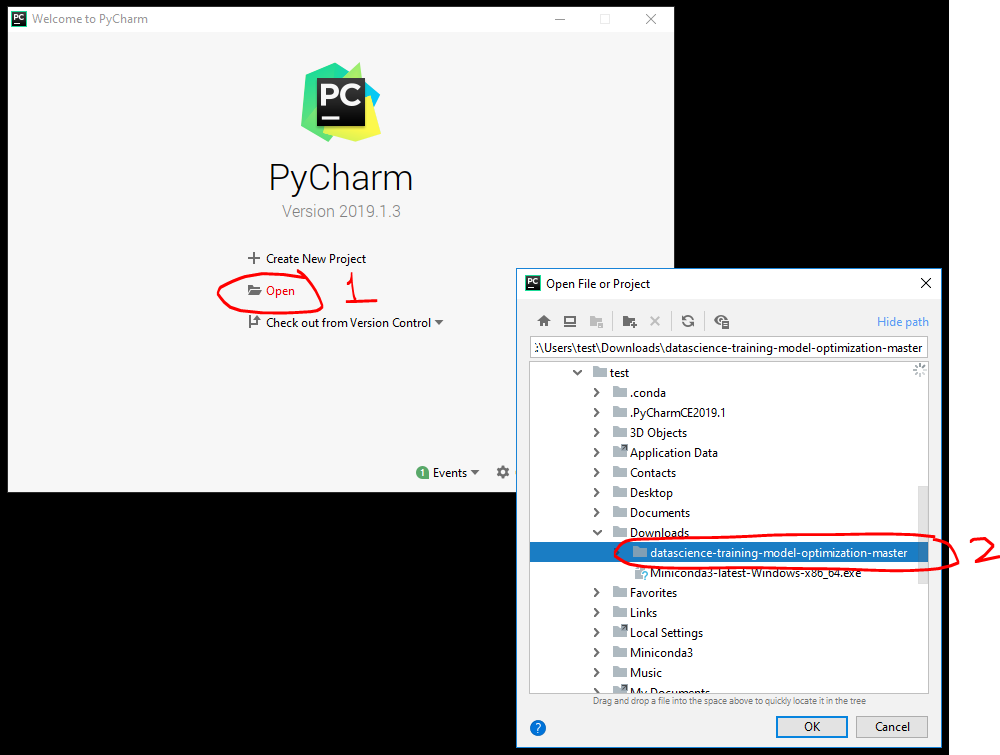 PC Welcome to PyCharm
PC
PyCharm
Version 2019.1.3
Create New Project
Open 1
Check out from Version Control
1 Events
PC Open File or Project
Hide path
:\Users\test\Downloads\datascience-training-model-optimization-master
test
.conda
.PyCharmCE2019.1
3D Objects
Application Data
Contacts
Desktop
Documents
Downloads
datascience-training-model-optimization-master 2
Miniconda3-latest-Windows-x86_64.exe
Favorites
Links
Local Settings
Miniconda3
Music
My Documents
Drag and drop a file into the space above to quickly locate it in the tree
? OK Cancel